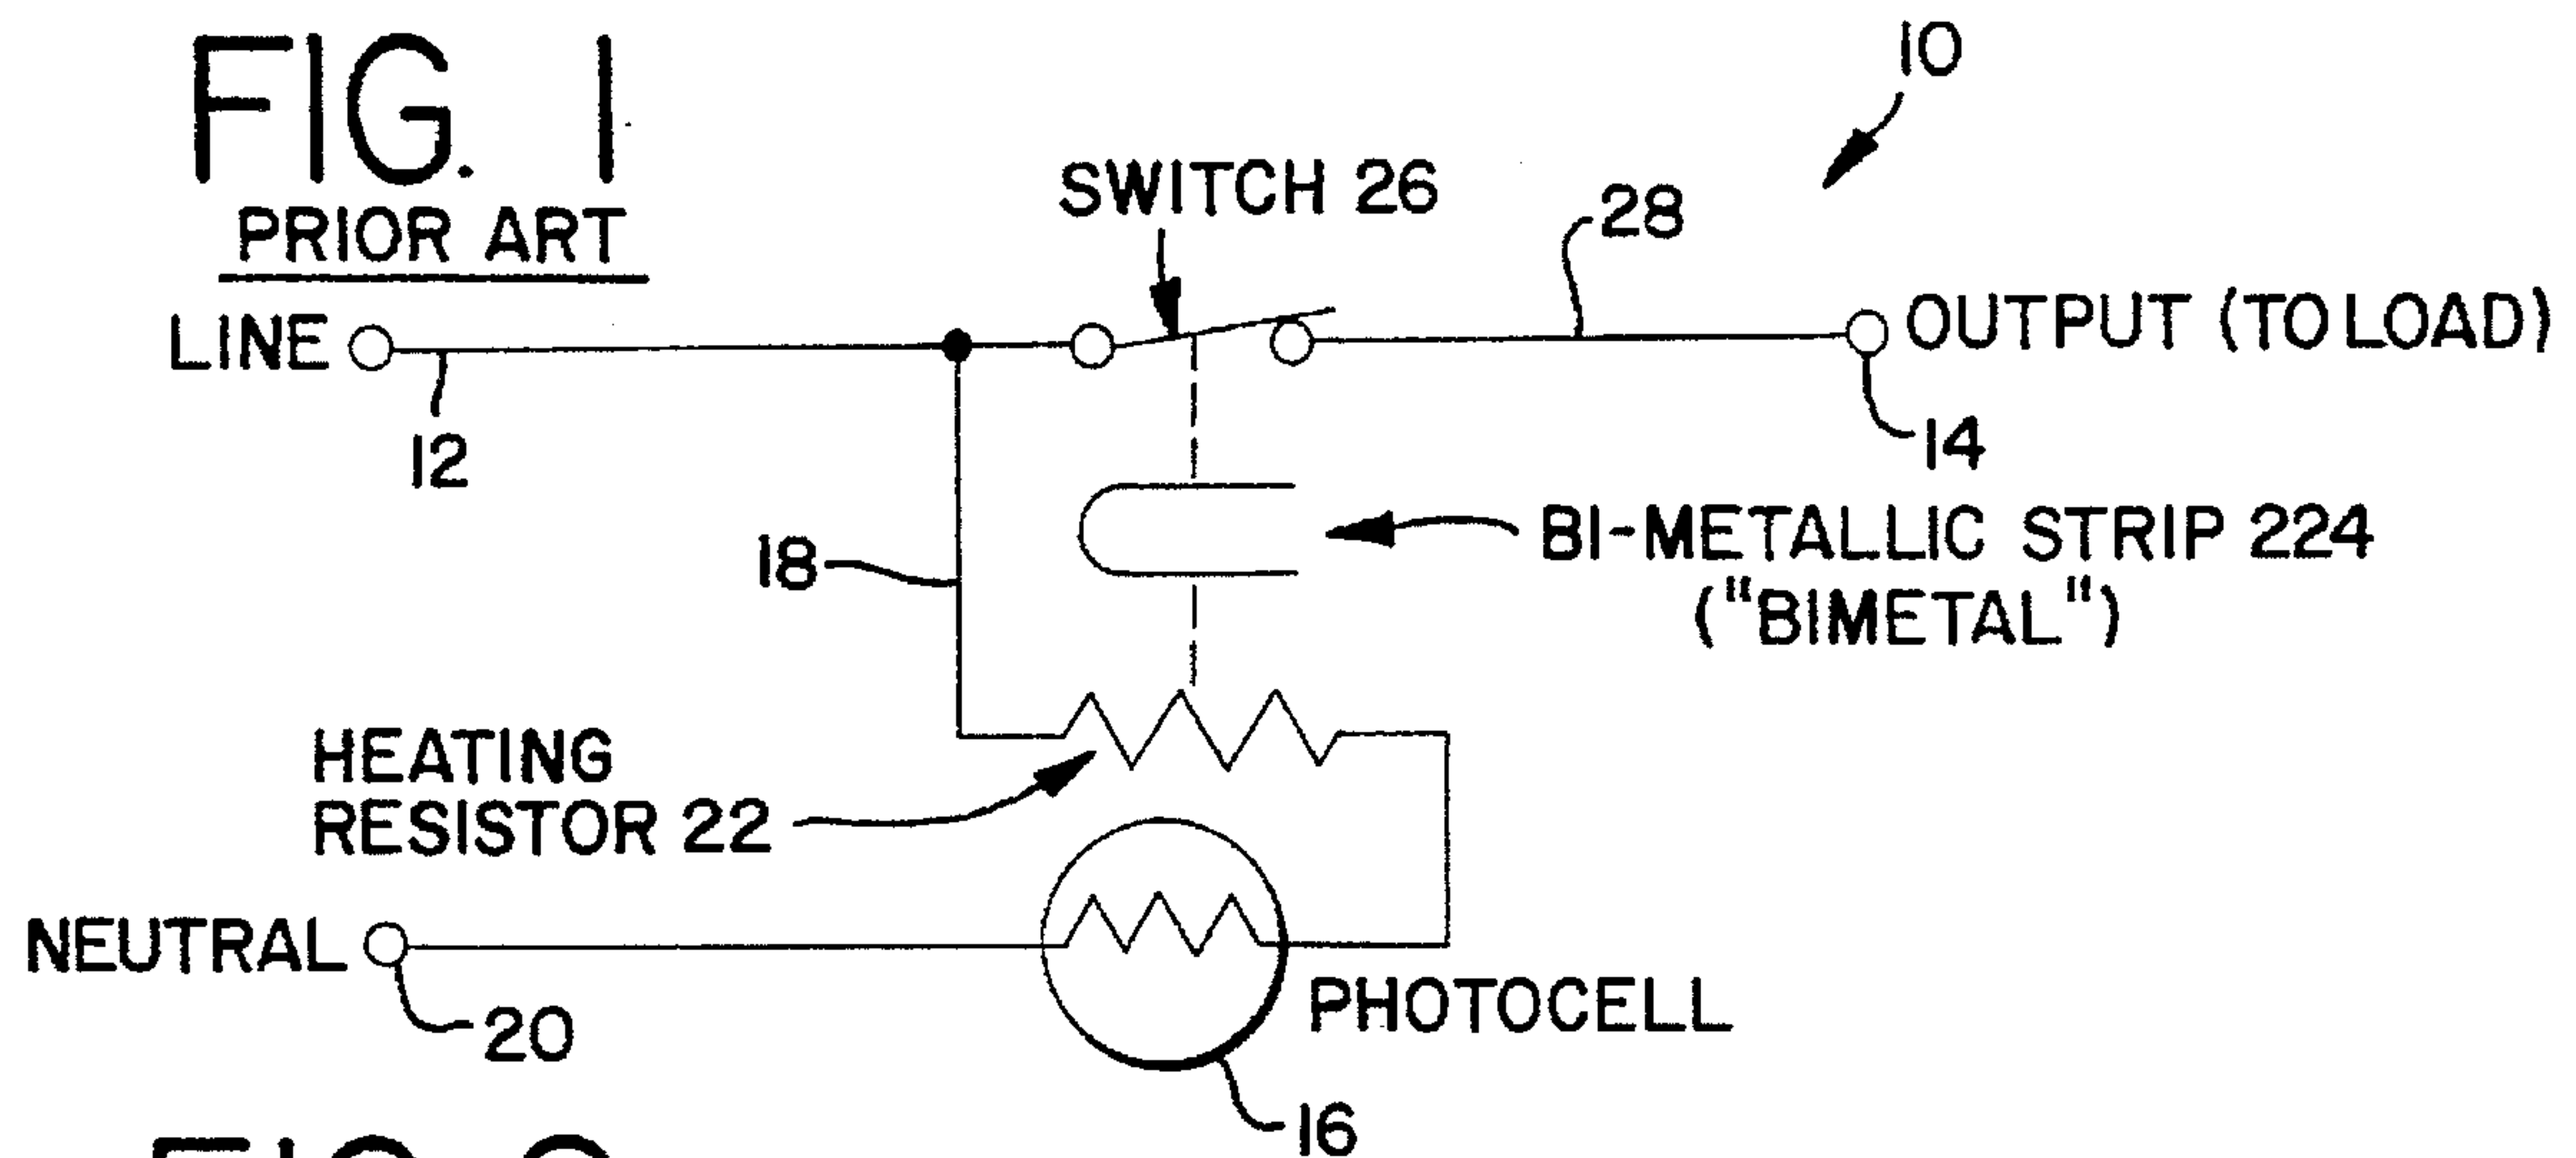 FIG. 1
PRIOR ART
10
SWITCH 26
28
LINE
OUTPUT (TO LOAD)
12
14
18
BI-METALLIC STRIP 224
("BIMETAL")
HEATING
RESISTOR 22
NEUTRAL
20
PHOTOCELL
16